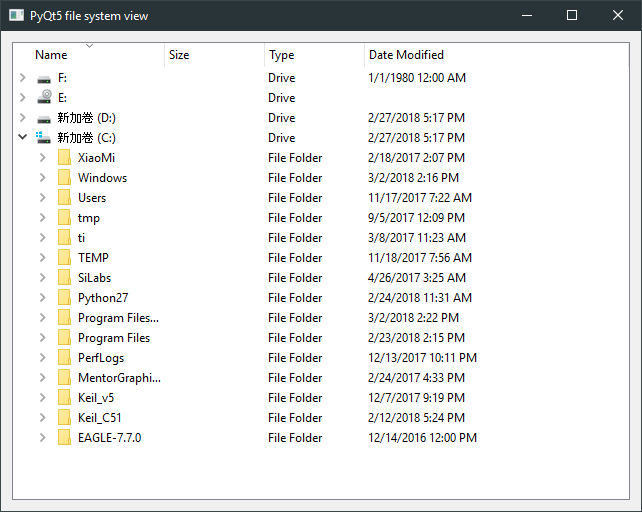 PyQt5 file system view
Name Size Type Date Modified
F: Drive 1/1/1980 12:00 AM
E: Drive
新加卷 (D:) Drive 2/27/2018 5:17 PM
新加卷 (C:) Drive 2/27/2018 5:17 PM
XiaoMi File Folder 2/18/2017 2:07 PM
Windows File Folder 3/2/2018 2:16 PM
Users File Folder 11/17/2017 7:22 AM
tmp File Folder 9/5/2017 12:09 PM
ti File Folder 3/8/2017 11:23 AM
TEMP File Folder 11/18/2017 7:56 AM
SiLabs File Folder 4/26/2017 3:25 AM
Python27 File Folder 2/24/2018 11:31 AM
Program Files... File Folder 3/2/2018 2:22 PM
Program Files File Folder 2/23/2018 2:15 PM
PerfLogs File Folder 12/13/2017 10:11 PM
MentorGraphi... File Folder 2/24/2017 4:33 PM
Keil_v5 File Folder 12/7/2017 9:19 PM
Keil_C51 File Folder 2/12/2018 5:24 PM
EAGLE-7.7.0 File Folder 12/14/2016 12:00 PM